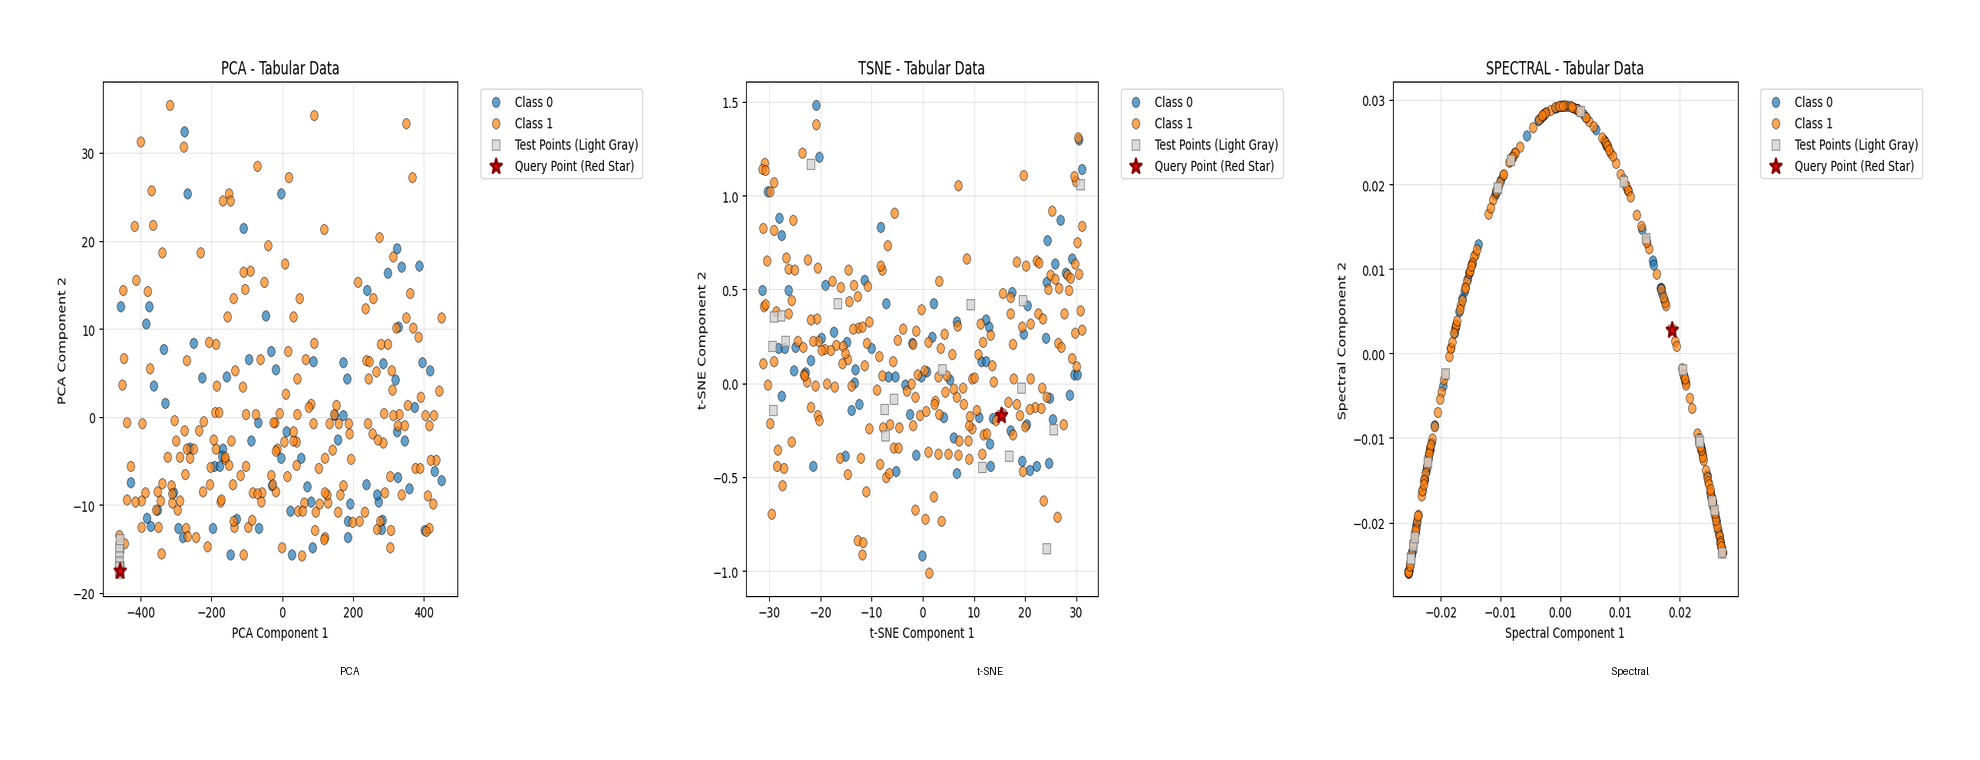 PCA - Tabular Data
PCA Component 2
30
20
10
0
−10
−20
−400
−200
0
200
400
PCA Component 1
Class 0
Class 1
Test Points (Light Gray)
Query Point (Red Star)
PCA
TSNE - Tabular Data
t-SNE Component 2
1.5
1.0
0.5
0.0
−0.5
−1.0
−30
−20
−10
0
10
20
30
t-SNE Component 1
Class 0
Class 1
Test Points (Light Gray)
Query Point (Red Star)
t-SNE
SPECTRAL - Tabular Data
Spectral Component 2
0.03
0.02
0.01
0.00
−0.01
−0.02
−0.02
−0.01
0.00
0.01
0.02
Spectral Component 1
Class 0
Class 1
Test Points (Light Gray)
Query Point (Red Star)
Spectral